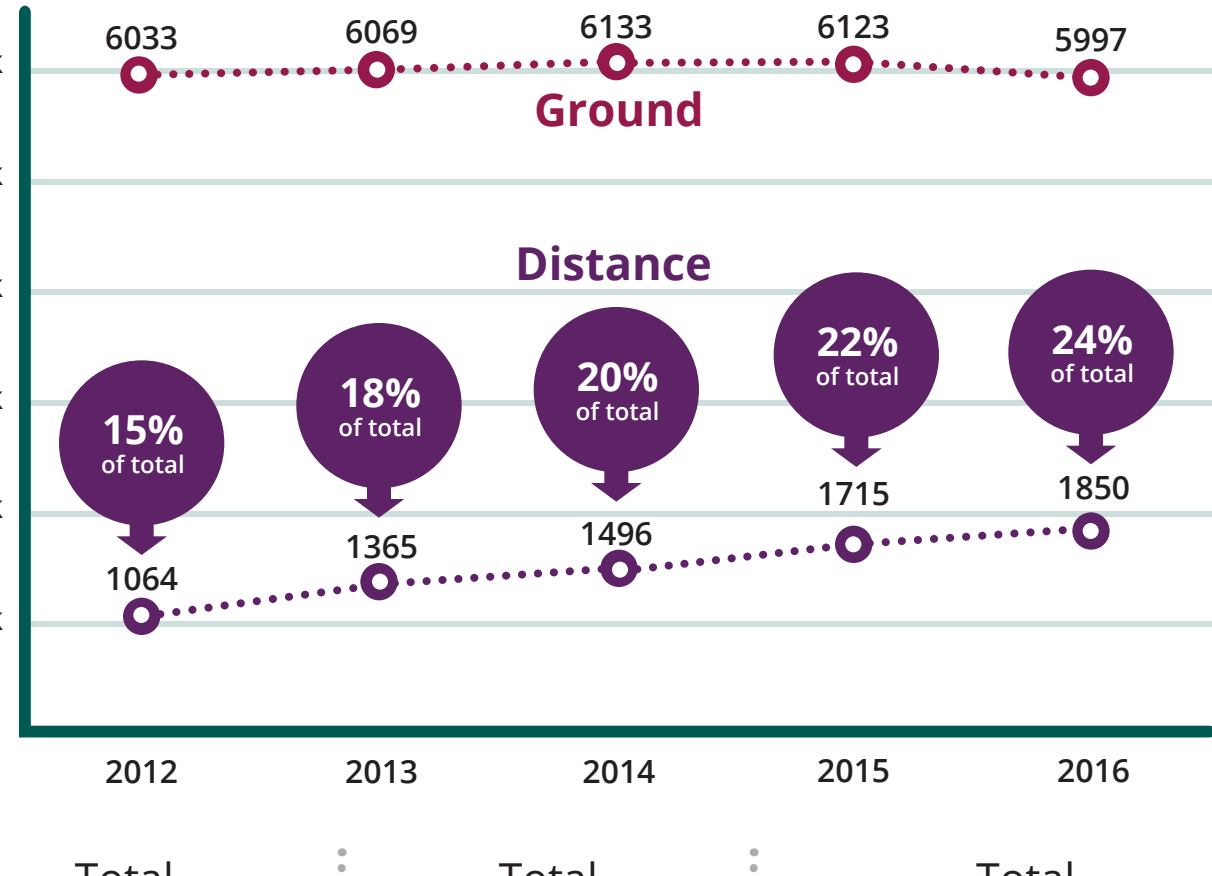 6033 6069 6133 6123 5997
Ground
Distance
15%
of total
18%
of total
20%
of total
22%
of total
24%
of total
1064 1365 1496 1715 1850
2012 2013 2014 2015 2016
Total Total Total